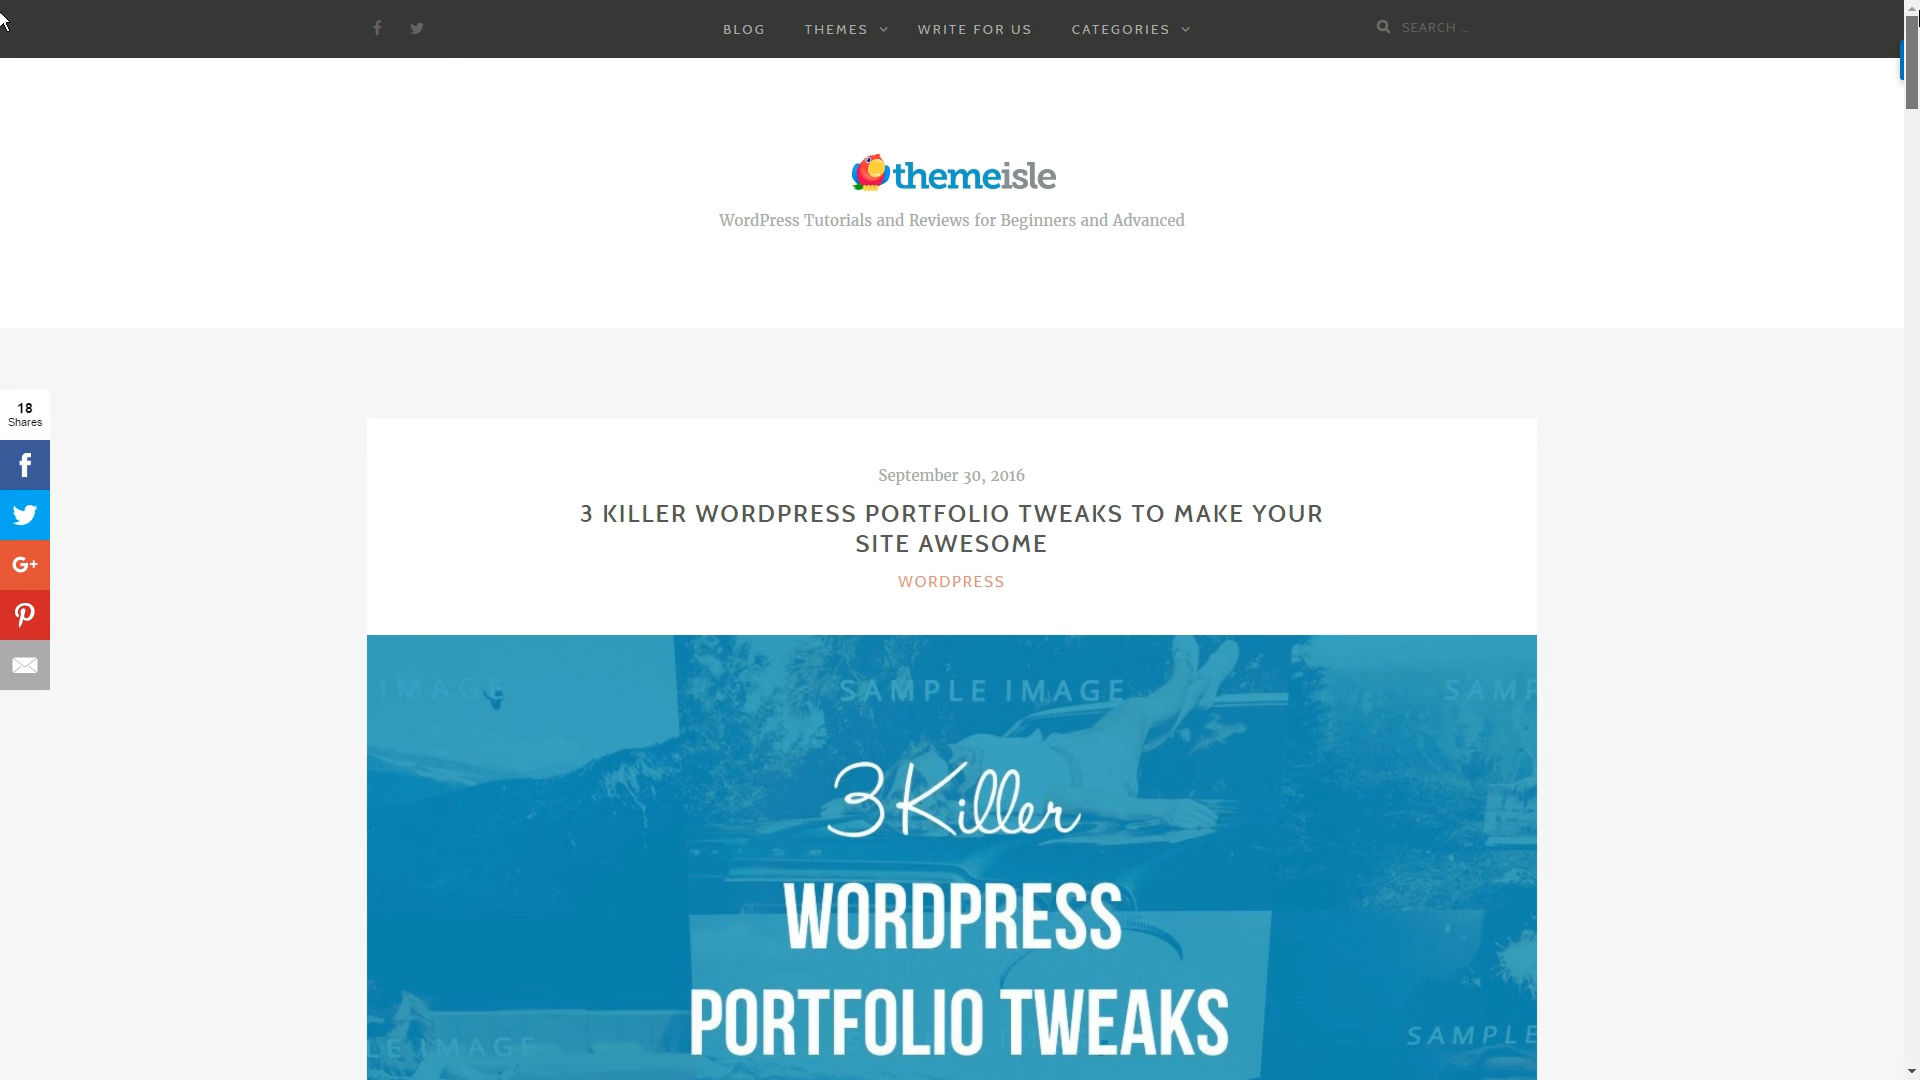 BLOG
THEMES
WRITE FOR US
CATEGORIES
SEARCH ...
themeisle
WordPress Tutorials and Reviews for Beginners and Advanced
18
Shares
September 30, 2016
3 KILLER WORDPRESS PORTFOLIO TWEAKS TO MAKE YOUR
SITE AWESOME
WORDPRESS
IMAGE
SAMPLE IMAGE
SAMP
3 Killer
WORDPRESS
PORTFOLIO TWEAKS
LE IMAGE
SAMPLE